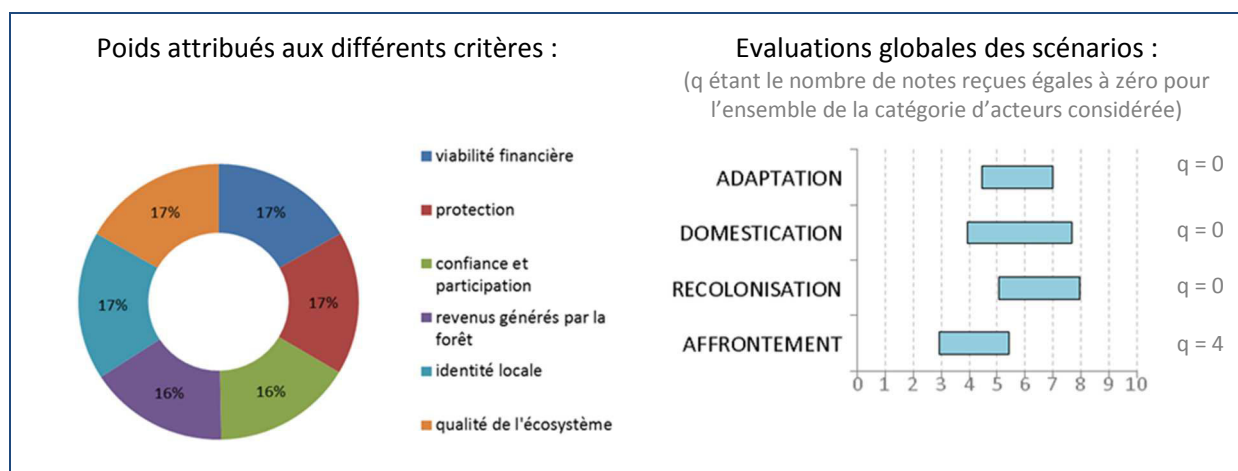 Poids attribués aux différents critères :
17%
17%
17%
17%
16%
16%
viabilité financière
protection
confiance et
participation
revenus générés par la
forêt
identité locale
qualité de l'écosystème
Evaluations globales des scénarios :
(q étant le nombre de notes reçues égales à zéro pour
l’ensemble de la catégorie d’acteurs considérée)
ADAPTATION
q = 0
DOMESTICATION
q = 0
RECOLONISATION
q = 0
AFFRONTEMENT
q = 4
0 1 2 3 4 5 6 7 8 9 10